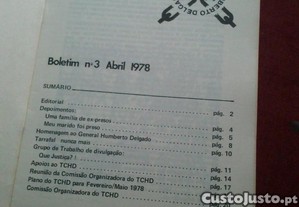 BERTO DELGA
Boletim nº3 Abril 1978
SUMÁRIO
Editorial pág. 2
Depoimentos:
Uma família de ex-presos pág. 4
Meu marido foi preso pág. 5
Homenagem ao General Humberto Delgado pág. 8
Tarrafal nunca mais pág. 10
Grupo de Trabalho de divulgação:
Que Justiça? pág. 11
Apoios ao TCHD pág. 14
Reunião da Comissão Organizadora do TCHD pág. 17
Plano do TCHD para Fevereiro/Maio 1978
Comissão Organizadora do TCHD
CustoJusto.pt